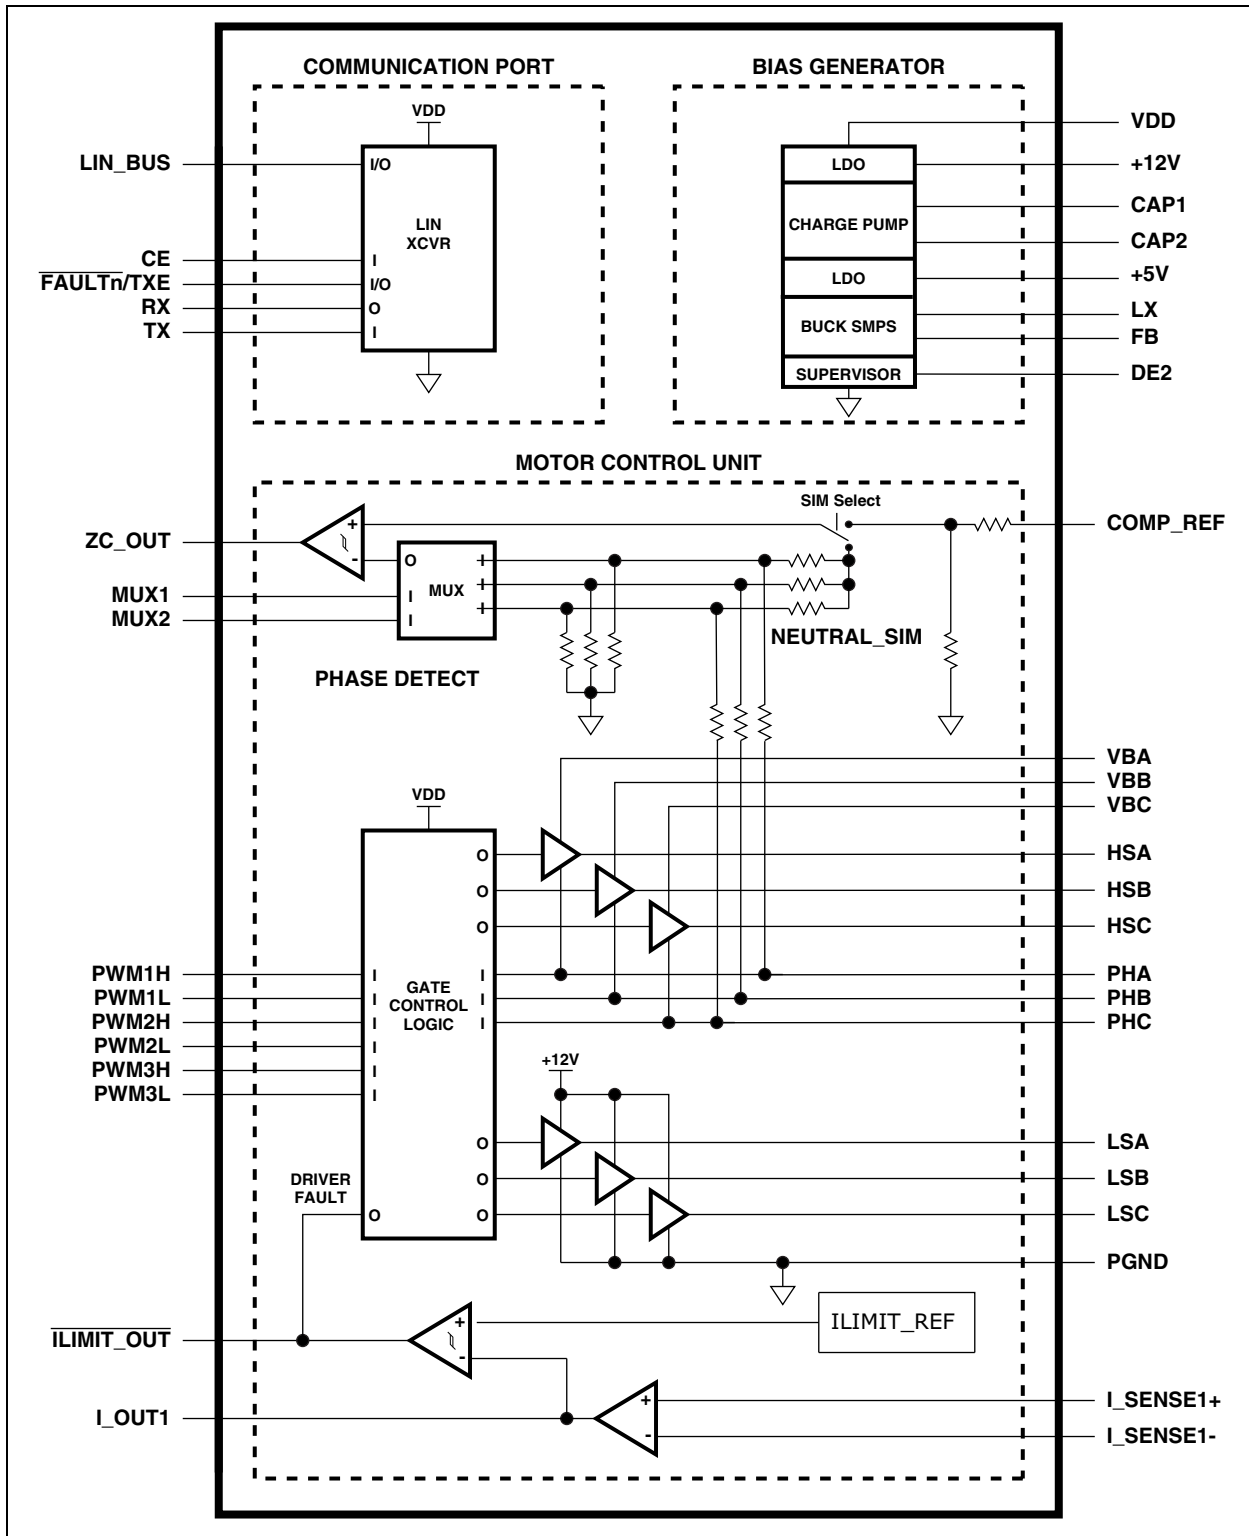 COMMUNICATION PORT
BIAS GENERATOR
VDD
LIN_BUS
CE
FAULTn/TXE
RX
TX
I/O
I
I/O
O
I
LIN
XCVR
LDO
CHARGE PUMP
LDO
BUCK SMPS
SUPERVISOR
VDD
+12V
CAP1
CAP2
+5V
LX
FB
DE2
MOTOR CONTROL UNIT
SIM Select
COMP_REF
ZC_OUT
MUX1
MUX2
+
-
O
I
I
MUX
I
I
I
NEUTRAL_SIM
PHASE DETECT
VBA
VBB
VBC
VDD
HSA
HSB
HSC
PHA
PHB
PHC
O
O
O
I
I
I
PWM1H
PWM1L
PWM2H
PWM2L
PWM3H
PWM3L
I
I
I
I
I
I
GATE
CONTROL
LOGIC
+12V
O
O
O
LSA
LSB
LSC
PGND
DRIVER
FAULT
O
ILIMIT_OUT
+
-
ILIMIT_REF
I_OUT1
+
-
I_SENSE1+
I_SENSE1-